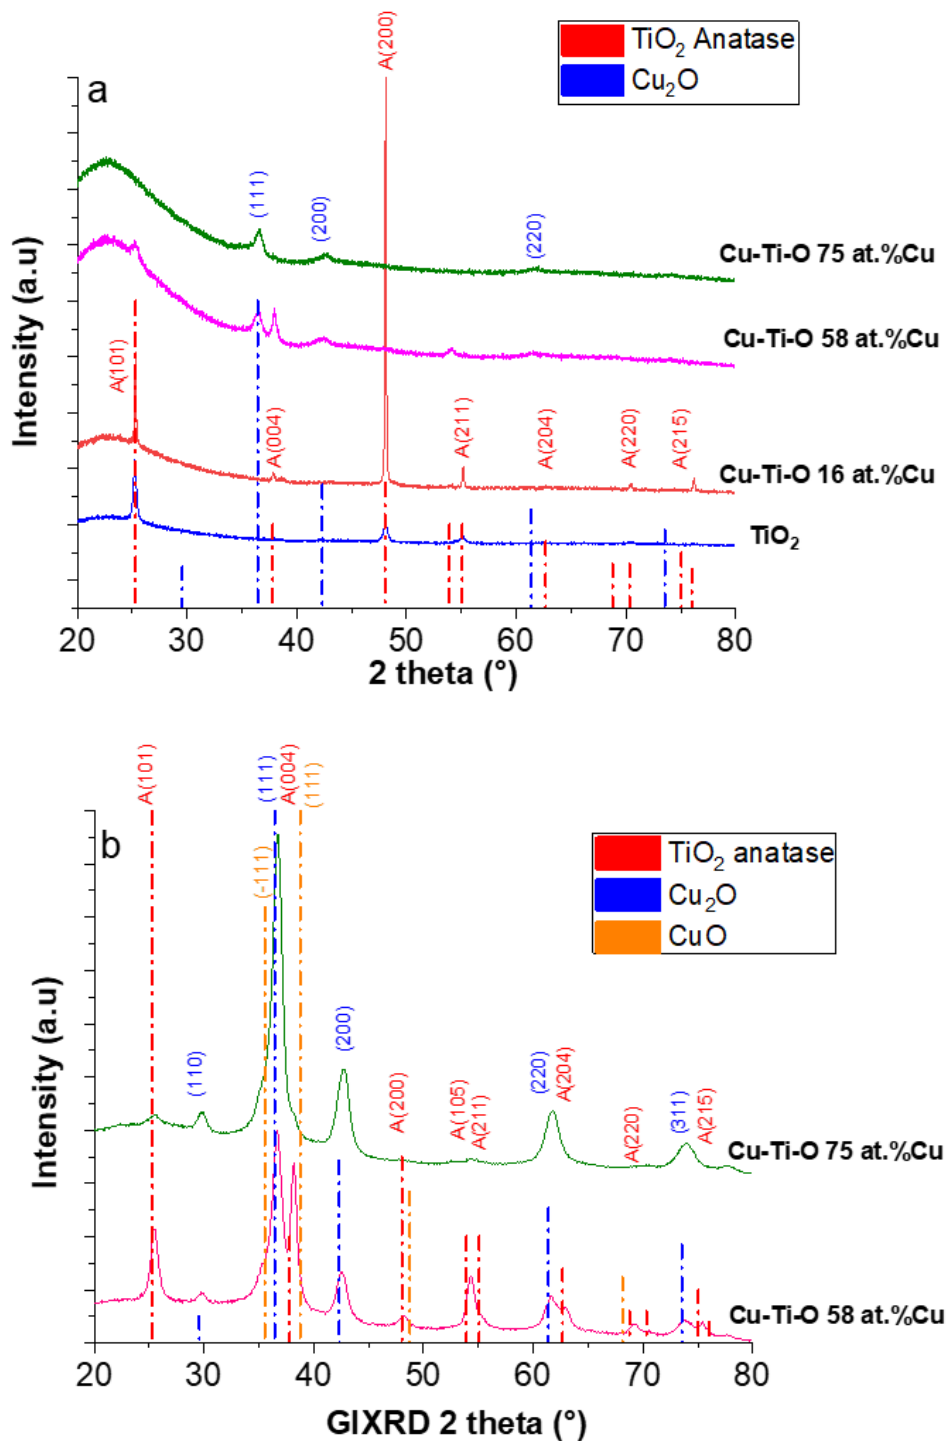 A(200)
TiO₂ Anatase
Cu₂O
a
(111)
(200)
(220)
Cu-Ti-O 75 at.%Cu
Cu-Ti-O 58 at.%Cu
A(101)
A(004)
A(211)
A(204)
A(220)
A(215)
Cu-Ti-O 16 at.%Cu
TiO₂
Intensity (a.u)
20 30 40 50 60 70 80
2 theta (°)
A(101)
(111)
A(004)
(111)
b
(-111)
TiO₂ anatase
Cu₂O
CuO
(110)
(200)
A(200)
A(105)
A(211)
(220)
A(204)
A(220)
(311)
A(215)
Cu-Ti-O 75 at.%Cu
Cu-Ti-O 58 at.%Cu
Intensity (a.u)
20 30 40 50 60 70 80
GIXRD 2 theta (°)